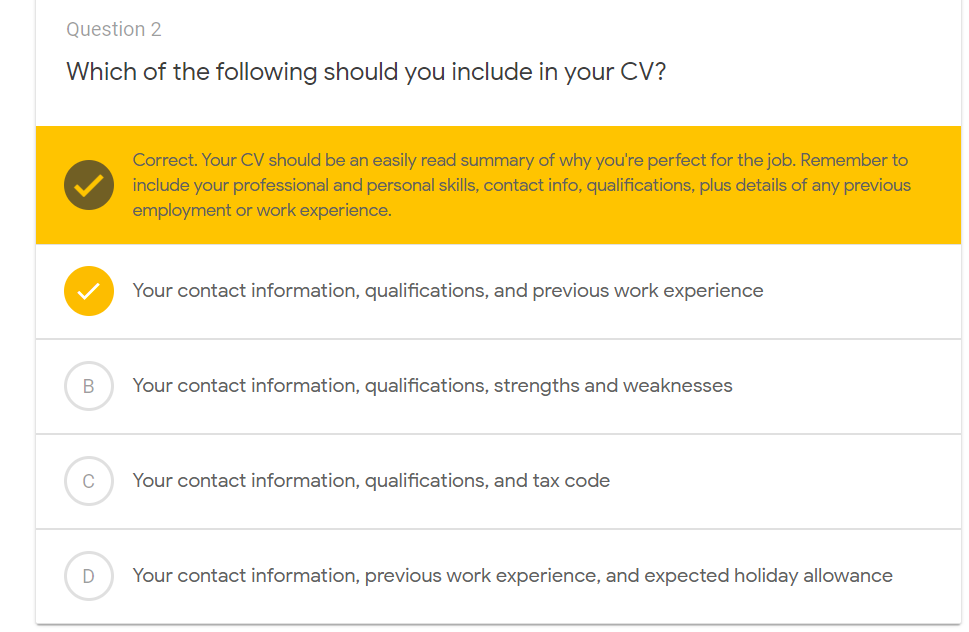 Question 2
Which of the following should you include in your CV?
Correct. Your CV should be an easily read summary of why you're perfect for the job. Remember to
include your professional and personal skills, contact info, qualifications, plus details of any previous
employment or work experience.
Your contact information, qualifications, and previous work experience
B Your contact information, qualifications, strengths and weaknesses
C Your contact information, qualifications, and tax code
D Your contact information, previous work experience, and expected holiday allowance